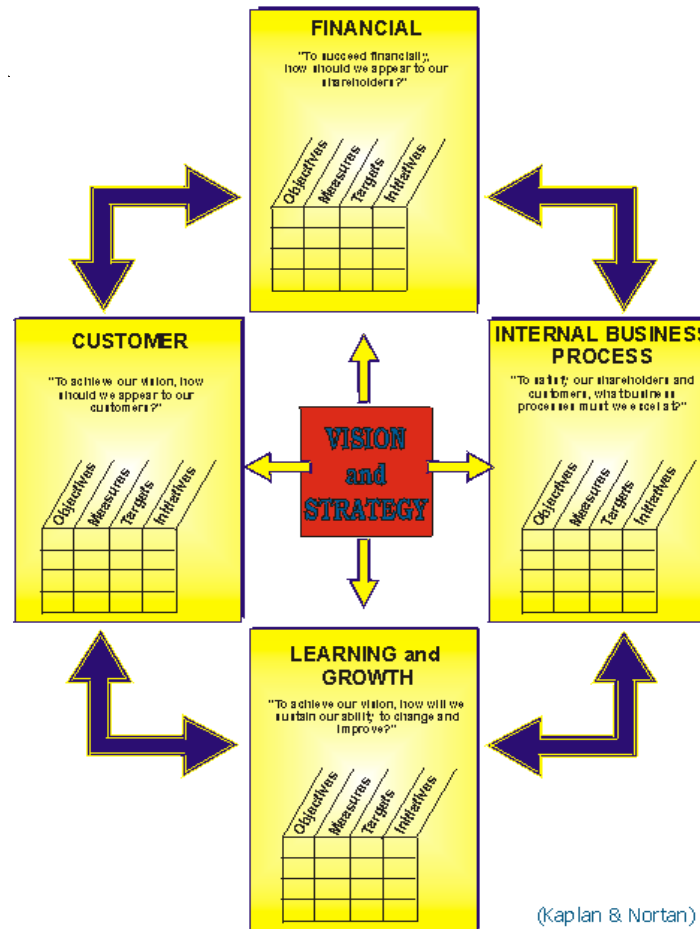 FINANCIAL
"To succeed financially,
how should we appear to our
shareholders?"
Objectives Measures Targets Initiatives
CUSTOMER
"To achieve our vision, how
should we appear to our
customers?"
Objectives Measures Targets Initiatives
VISION
and
STRATEGY
INTERNAL BUSINESS
PROCESS
"To satisfy our shareholders and
customers, what business
processes must we excel at?"
Objectives Measures Targets Initiatives
LEARNING and
GROWTH
"To achieve our vision, how will we
sustain our ability to change and
improve?"
Objectives Measures Targets Initiatives
(Kaplan & Nortan)